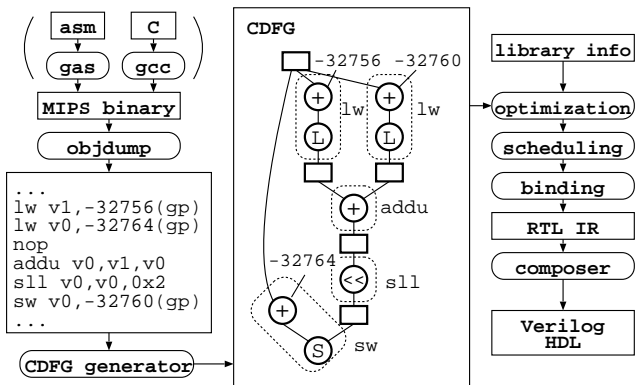 asm
C
gas
gcc
MIPS binary
objdump
...
lw v1,-32756(gp)
lw v0,-32764(gp)
nop
addu v0,v1,v0
sll v0,v0,0x2
sw v0,-32760(gp)
...
CDFG generator
CDFG
-32756
-32760
+
+
lw
lw
L
L
+
addu
-32764
<<
sll
+
S
sw
library info
optimization
scheduling
binding
RTL IR
composer
Verilog
HDL